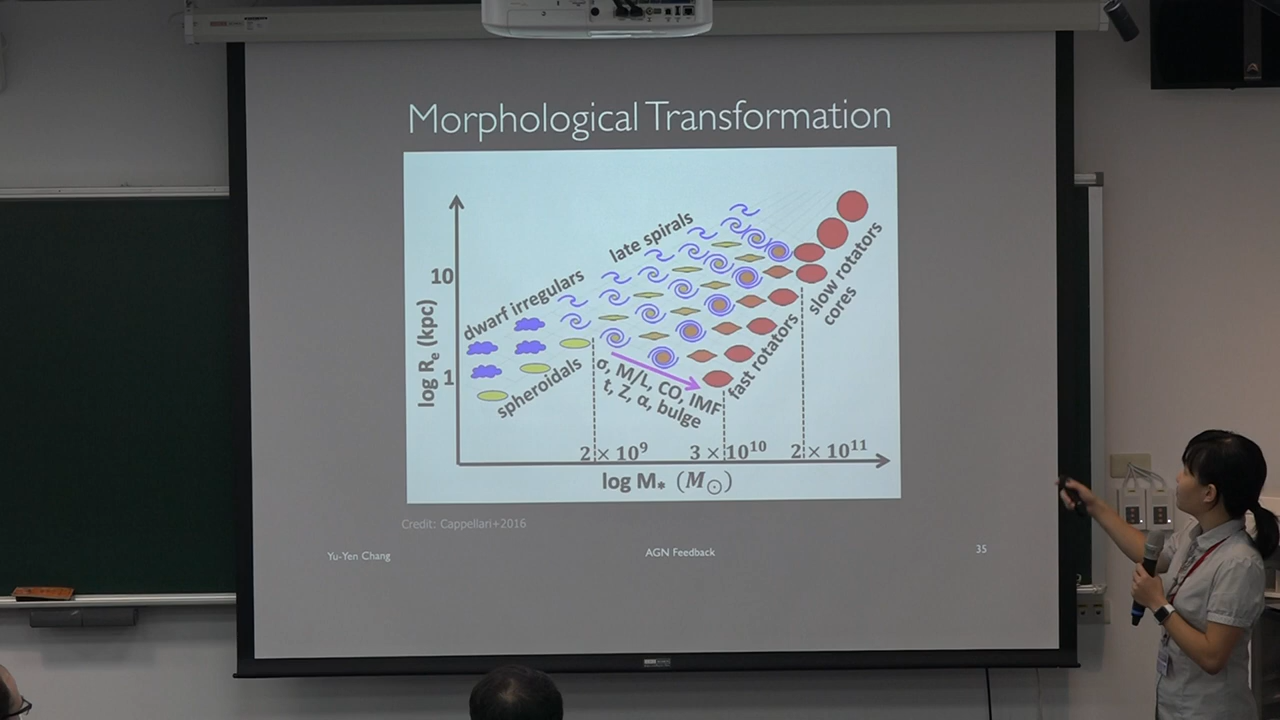 Morphological Transformation
late spirals
dwarf irregulars
slow rotators
cores
10
log Rₑ (kpc)
1
fast rotators
spheroidals
σ, M/L, CO, IMF
t, Z, α, bulge
2 × 10⁹
3 × 10¹⁰
2 × 10¹¹
log M* (M☉)
Credit: Cappellari+2016
Yu-Yen Chang
AGN Feedback
35